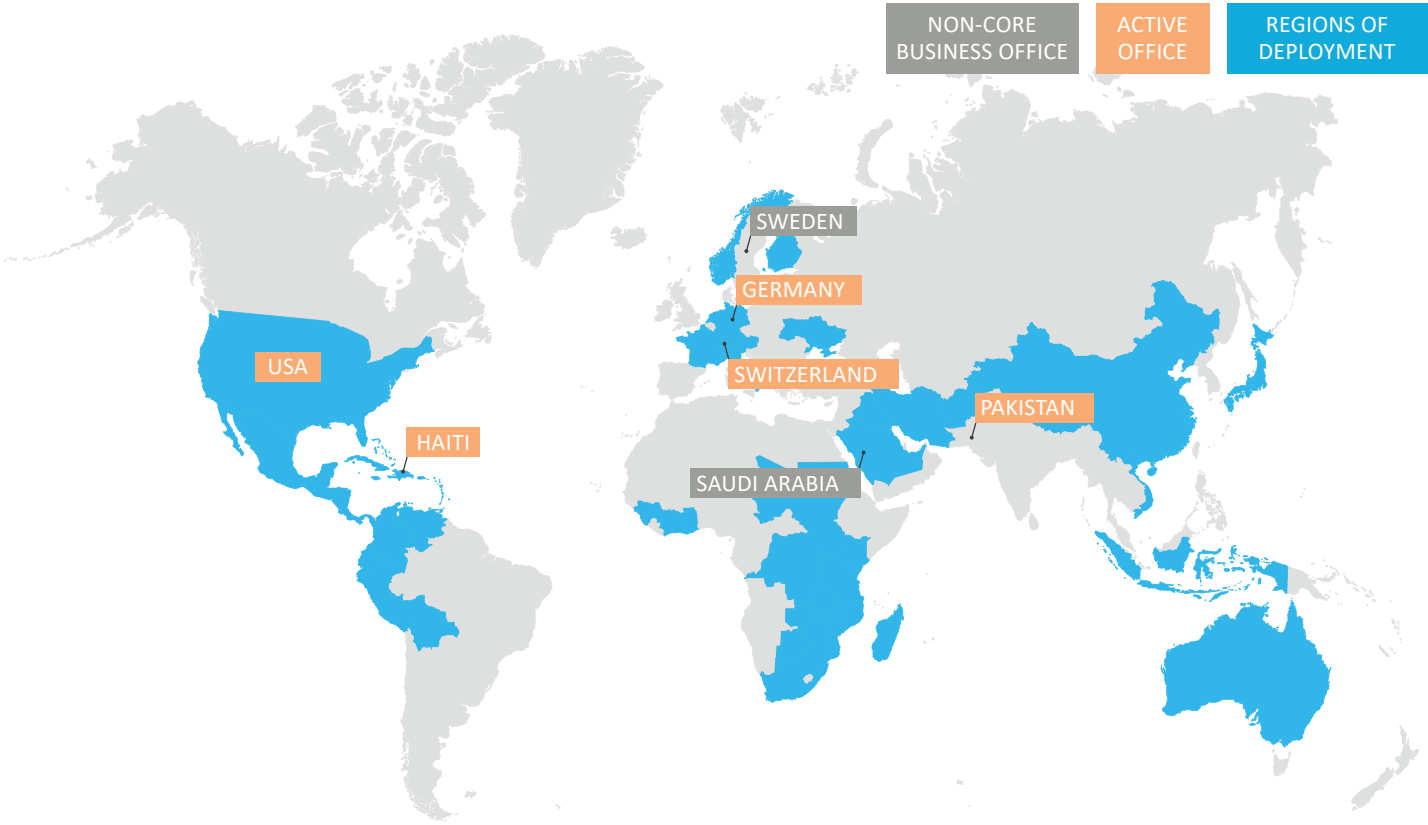 NON-CORE
BUSINESS OFFICE
ACTIVE
OFFICE
REGIONS OF
DEPLOYMENT
SWEDEN
GERMANY
USA
SWITZERLAND
PAKISTAN
HAITI
SAUDI ARABIA